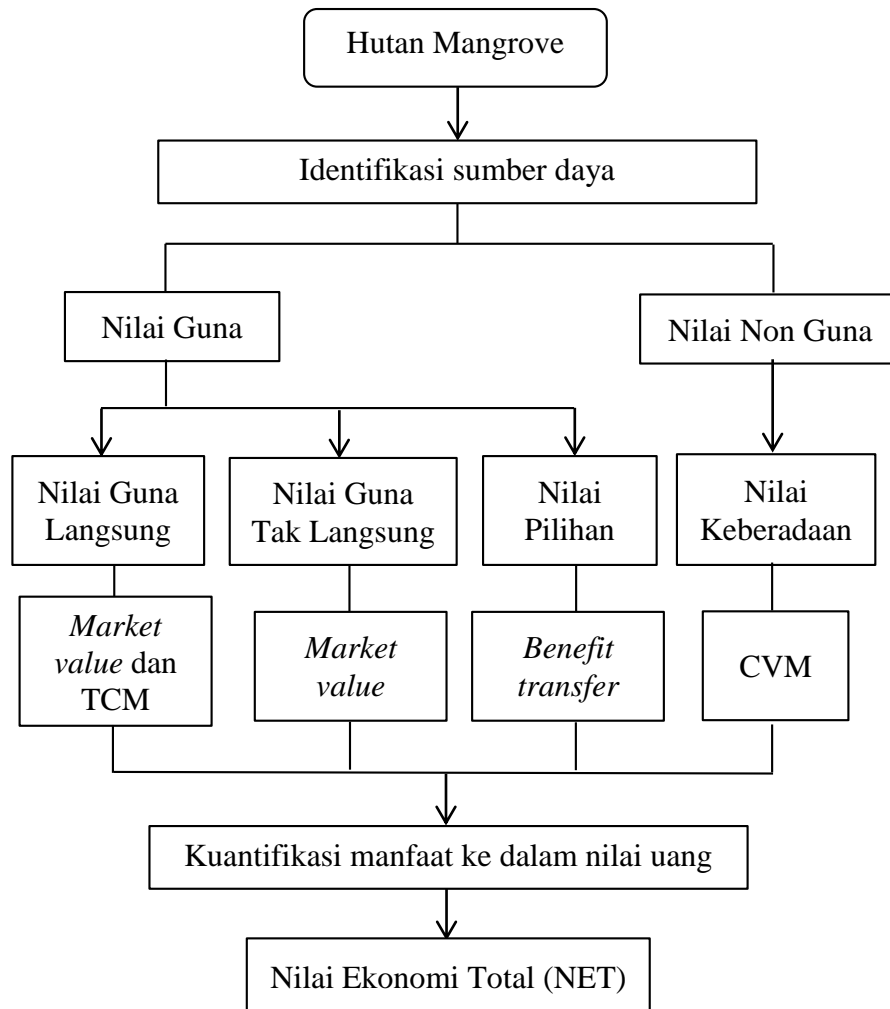 Hutan Mangrove
Identifikasi sumber daya
Nilai Guna
Nilai Non Guna
Nilai Guna
Langsung
Nilai Guna
Tak Langsung
Nilai
Pilihan
Nilai
Keberadaan
Market
value dan
TCM
Market
value
Benefit
transfer
CVM
Kuantifikasi manfaat ke dalam nilai uang
Nilai Ekonomi Total (NET)